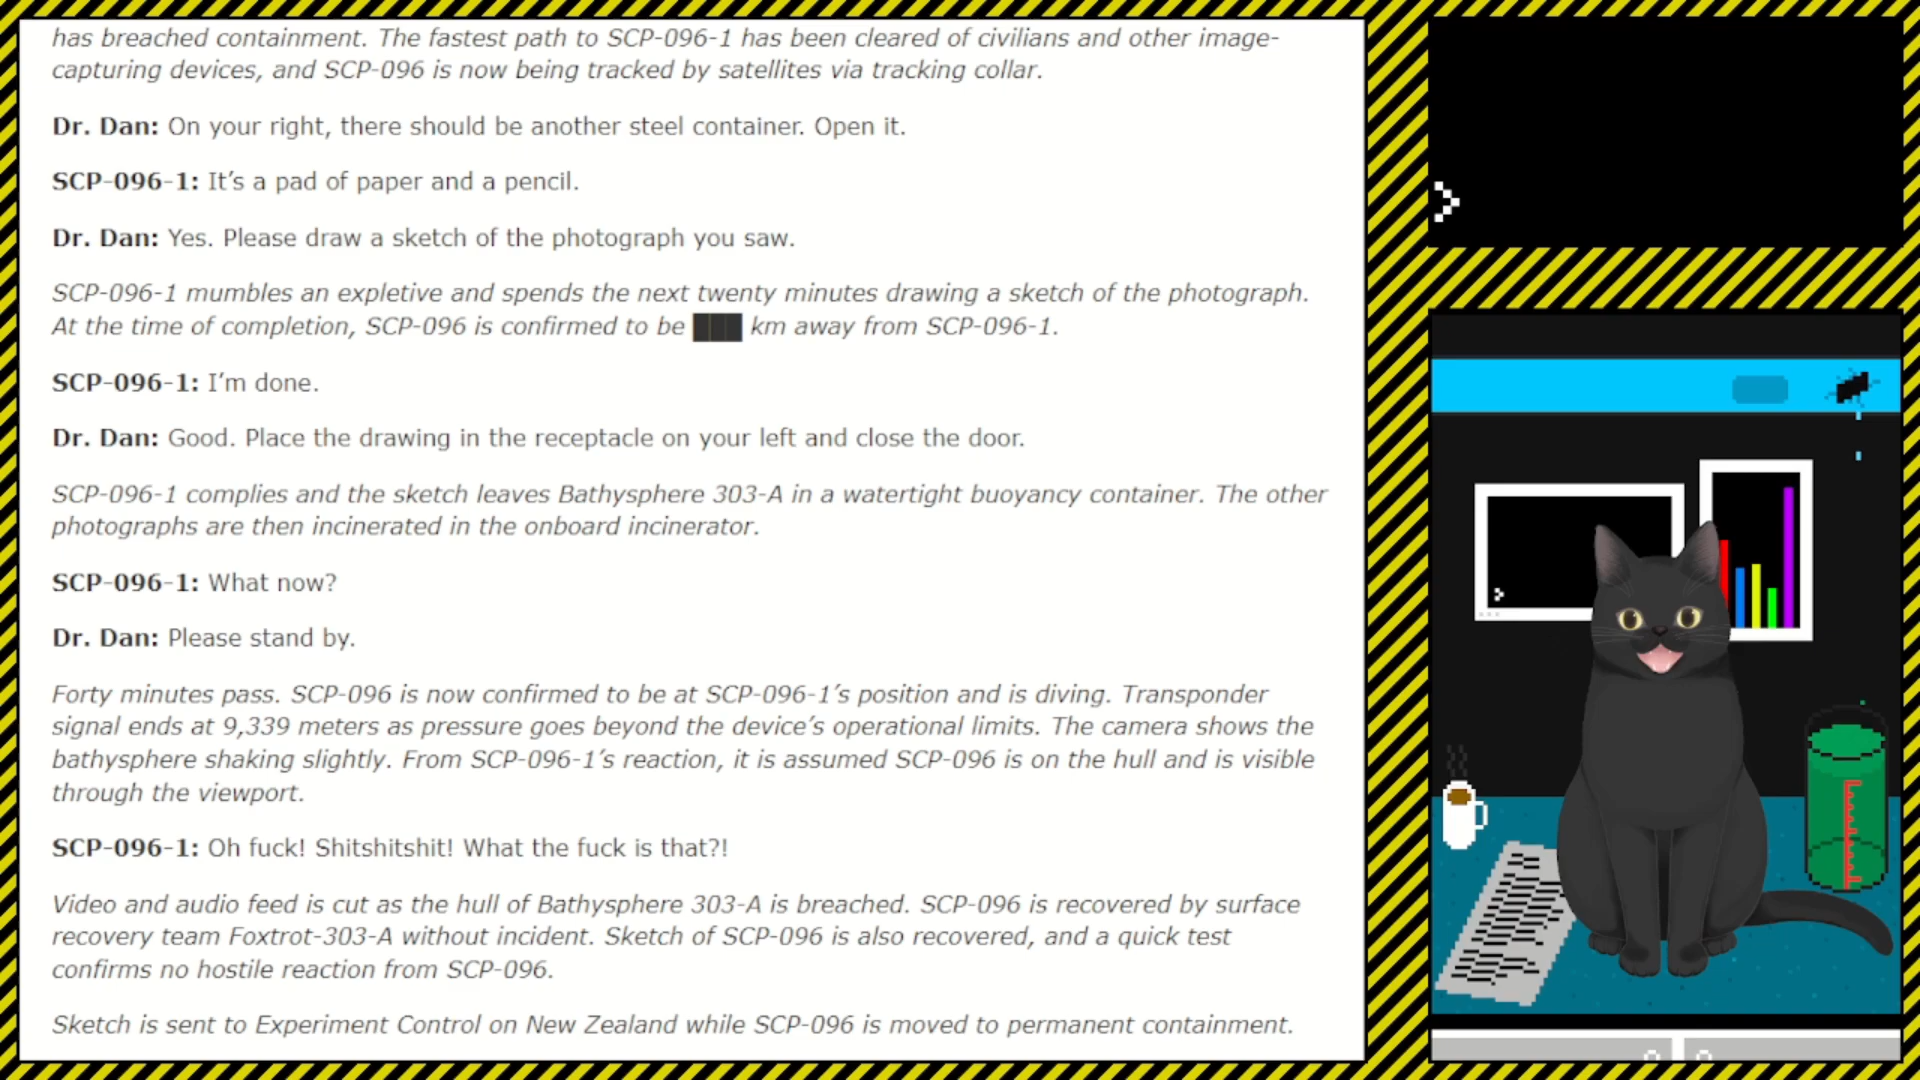 has breached containment. The fastest path to SCP-096-1 has been cleared of civilians and other image-
capturing devices, and SCP-096 is now being tracked by satellites via tracking collar.
Dr. Dan: On your right, there should be another steel container. Open it.
SCP-096-1: It’s a pad of paper and a pencil.
Dr. Dan: Yes. Please draw a sketch of the photograph you saw.
SCP-096-1 mumbles an expletive and spends the next twenty minutes drawing a sketch of the photograph.
At the time of completion, SCP-096 is confirmed to be ███ km away from SCP-096-1.
SCP-096-1: I’m done.
Dr. Dan: Good. Place the drawing in the receptacle on your left and close the door.
SCP-096-1 complies and the sketch leaves Bathysphere 303-A in a watertight buoyancy container. The other
photographs are then incinerated in the onboard incinerator.
SCP-096-1: What now?
Dr. Dan: Please stand by.
Forty minutes pass. SCP-096 is now confirmed to be at SCP-096-1’s position and is diving. Transponder
signal ends at 9,339 meters as pressure goes beyond the device’s operational limits. The camera shows the
bathysphere shaking slightly. From SCP-096-1’s reaction, it is assumed SCP-096 is on the hull and is visible
through the viewport.
SCP-096-1: Oh fuck! Shitshitshit! What the fuck is that?!
Video and audio feed is cut as the hull of Bathysphere 303-A is breached. SCP-096 is recovered by surface
recovery team Foxtrot-303-A without incident. Sketch of SCP-096 is also recovered, and a quick test
confirms no hostile reaction from SCP-096.
Sketch is sent to Experiment Control on New Zealand while SCP-096 is moved to permanent containment.